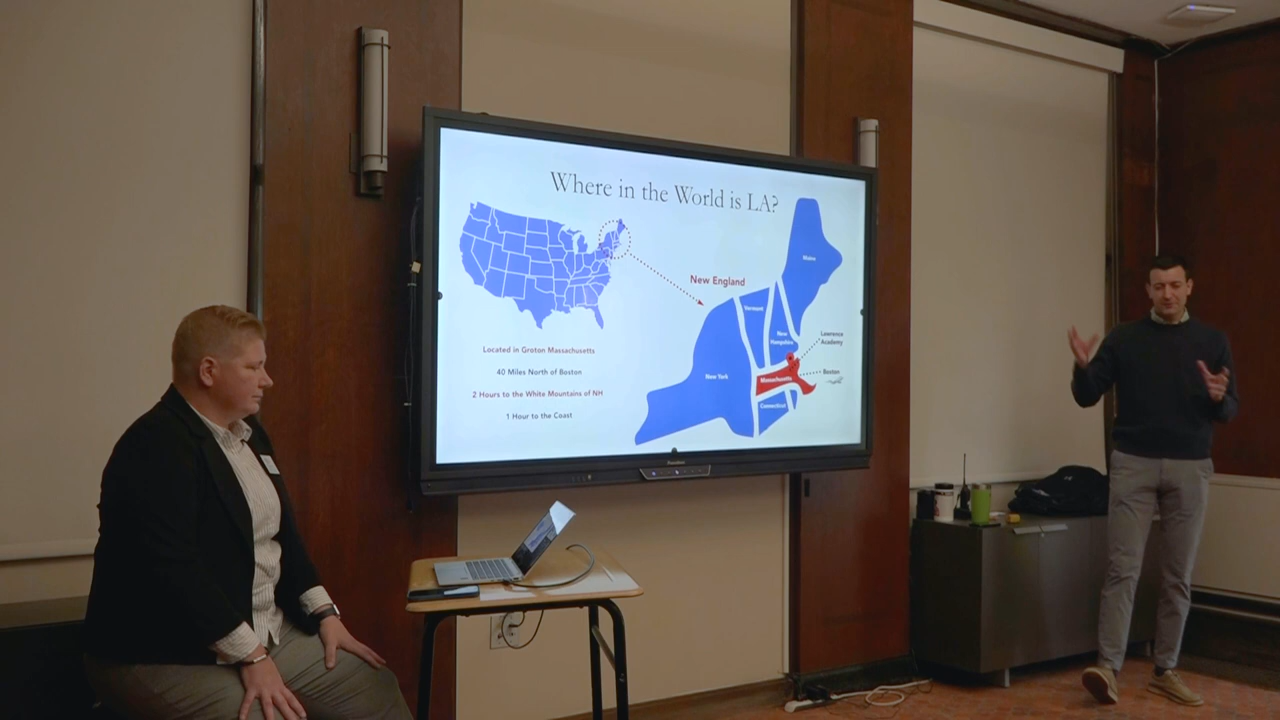 Where in the World is LA?
New England
Maine
Vermont
New Hampshire
Lawrence
Academy
Massachusetts
Boston
New York
Connecticut
Located in Groton Massachusetts
40 Miles North of Boston
2 Hours to the White Mountains of NH
1 Hour to the Coast